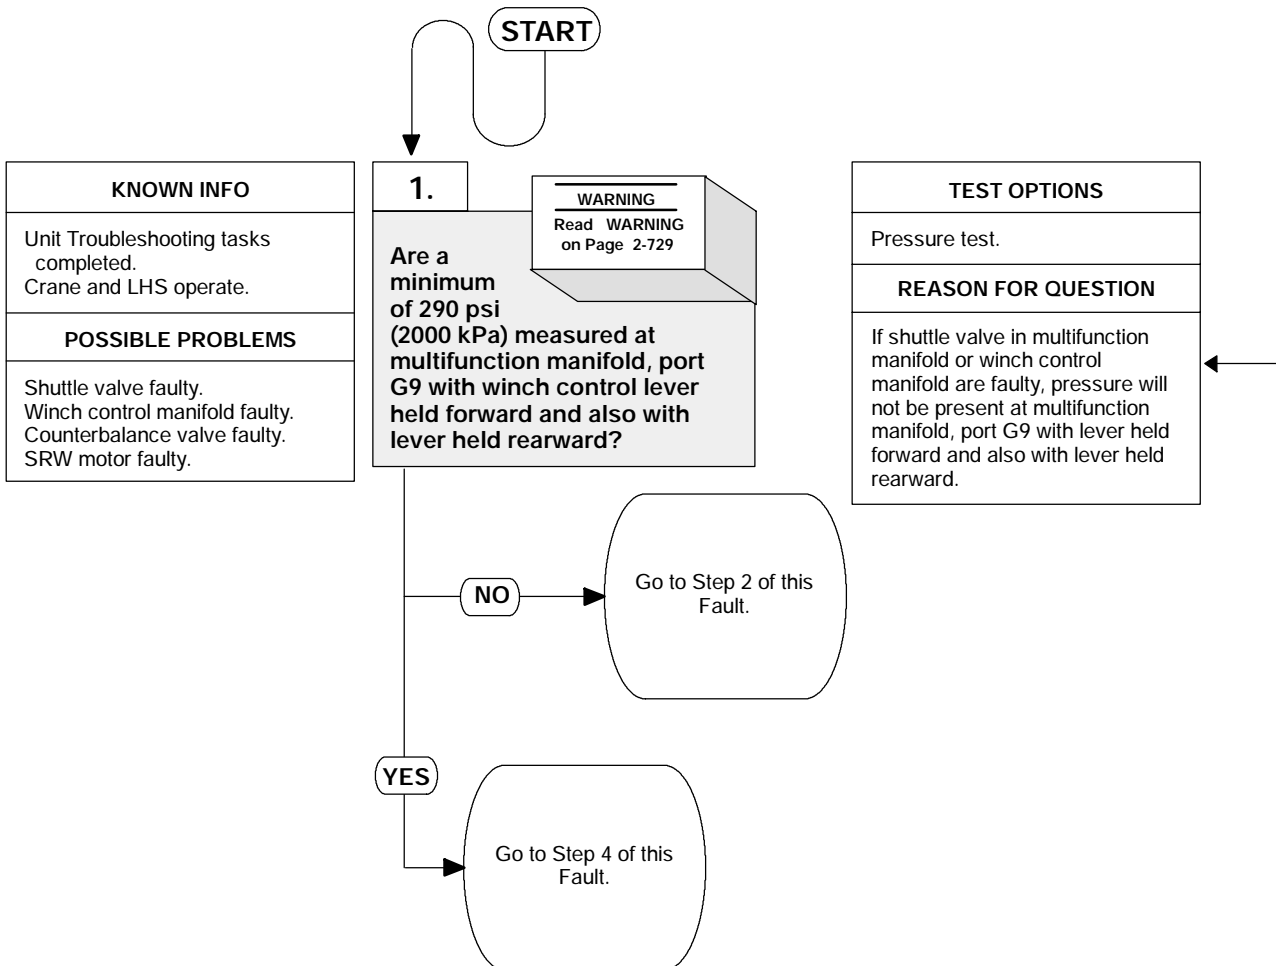 START
KNOWN INFO
Unit Troubleshooting tasks
completed.
Crane and LHS operate.
POSSIBLE PROBLEMS
Shuttle valve faulty.
Winch control manifold faulty.
Counterbalance valve faulty.
SRW motor faulty.
1.
WARNING
Read WARNING
on Page 2-729
Are a
minimum
of 290 psi
(2000 kPa) measured at
multifunction manifold, port
G9 with winch control lever
held forward and also with
lever held rearward?
TEST OPTIONS
Pressure test.
REASON FOR QUESTION
If shuttle valve in multifunction
manifold or winch control
manifold are faulty, pressure will
not be present at multifunction
manifold, port G9 with lever held
forward and also with lever held
rearward.
NO
Go to Step 2 of this
Fault.
YES
Go to Step 4 of this
Fault.